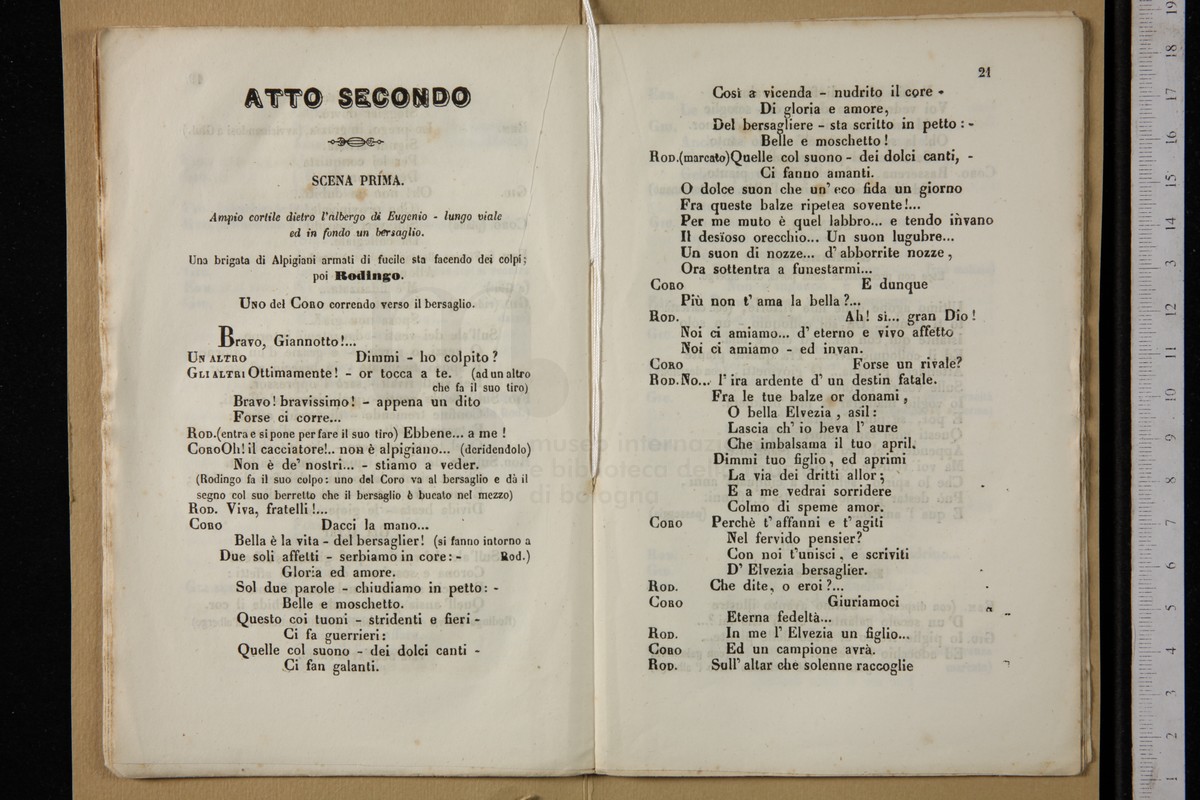 ATTO SECONDO
SCENA PRIMA.
Ampio cortile dietro l'albergo di Eugenio - lungo viale
ed in fondo un bersaglio.
Una brigata di Alpigiani armati di fucile sta facendo dei colpi;
poi Rodingo.
UNO del CORO correndo verso il bersaglio.
Bravo, Giannotto!...
UN ALTRO Dimmi - ho colpito?
GLI ALTRI Ottimamente! - or tocca a te. (ad un altro
che fa il suo tiro)
Bravo! bravissimo! - appena un dito
Forse ci corre...
ROD. (entra e si pone per fare il suo tiro) Ebbene... a me!
CORO Oh! il cacciatore!.. non è alpigiano... (deridendolo)
Non è de' nostri... - stiamo a veder.
(Rodingo fa il suo colpo: uno del Coro va al bersaglio e dà il
segno col suo berretto che il bersaglio è bucato nel mezzo)
ROD. Viva, fratelli!...
CORO Dacci la mano...
Bella è la vita - del bersaglier! (si fanno intorno a
Due soli affetti - serbiamo in core: - Rod.)
Gloria ed amore.
Sol due parole - chiudiamo in petto: -
Belle e moschetto.
Questo coi tuoni - stridenti e fieri -
Ci fa guerrieri:
Quelle col suono - dei dolci canti -
Ci fan galanti.
21
Così a vicenda - nudrito il core -
Di gloria e amore,
Del bersagliere - sta scritto in petto: -
Belle e moschetto!
ROD. (marcato) Quelle col suono - dei dolci canti, -
Ci fanno amanti.
O dolce suon che un' eco fida un giorno
Fra queste balze ripetea sovente!...
Per me muto è quel labbro... e tendo invano
Il desïoso orecchio... Un suon lugubre...
Un suon di nozze... d' abborrite nozze,
Ora sottentra a funestarmi...
CORO E dunque
Più non t' ama la bella?...
ROD. Ah! sì... gran Dio!
Noi ci amiamo... d' eterno e vivo affetto
Noi ci amiamo - ed invan.
CORO Forse un rivale?
ROD. No... l' ira ardente d' un destin fatale.
Fra le tue balze or donami,
O bella Elvezia, asil:
Lascia ch' io beva l' aure
Che imbalsama il tuo april.
Dimmi tuo figlio, ed aprimi
La via dei dritti allor;
E a me vedrai sorridere
Colmo di speme amor.
CORO Perchè t' affanni e t' agiti
Nel fervido pensier?
Con noi t'unisci, e scriviti
D' Elvezia bersaglier.
ROD. Che dite, o eroi?...
CORO Giuriamoci
Eterna fedeltà...
ROD. In me l' Elvezia un figlio...
CORO Ed un campione avrà.
ROD. Sull' altar che solenne raccoglie
museo internazionale
e biblioteca della
di bologna